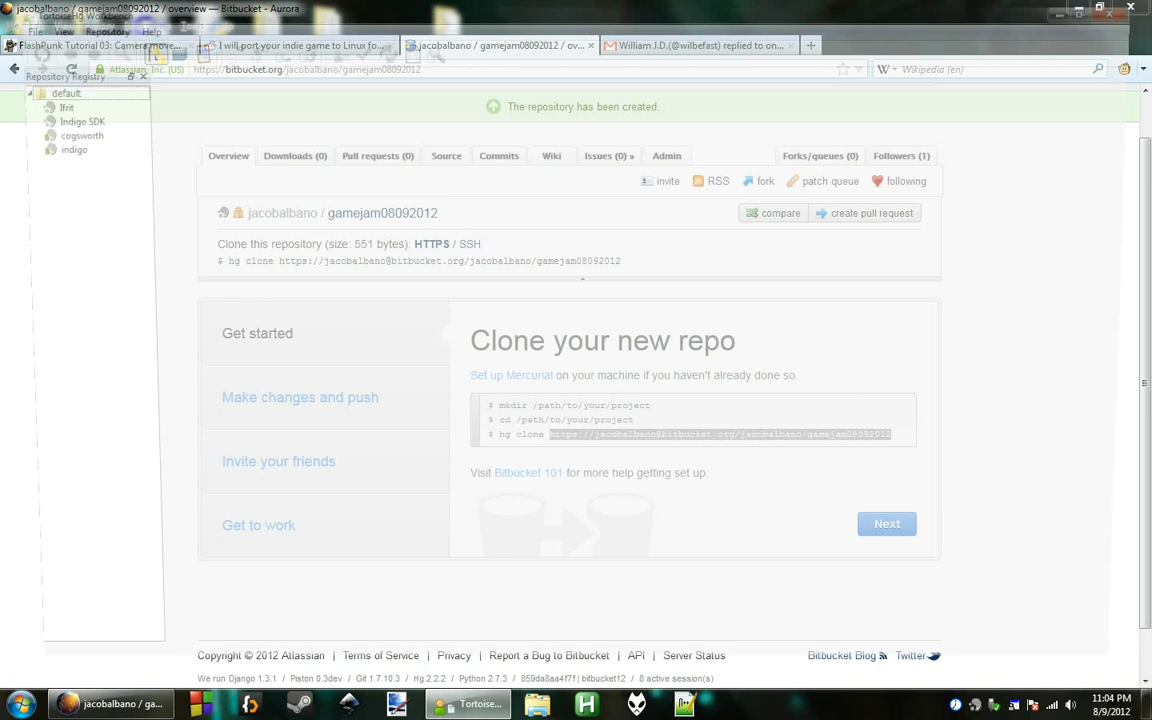 jacobalbano / gamejam08092012 / overview — Bitbucket - Aurora
TortoiseHg Workbench
File View Repository Help
FlashPunk Tutorial 03: Camera move...
I will port your indie game to Linux fo...
jacobalbano / gamejam08092012 / ov...
William J.D.(@wilbefast) replied to on...
Atlassian, Inc. (US)
https://bitbucket.org/jacobalbano/gamejam08092012
Wikipedia (en)
Repository Registry
default
Ifrit
Indigo SDK
cogsworth
indigo
The repository has been created.
Overview Downloads (0) Pull requests (0) Source Commits Wiki Issues (0) » Admin Forks/queues (0) Followers (1)
invite RSS fork patch queue following
jacobalbano / gamejam08092012
compare create pull request
Clone this repository (size: 551 bytes): HTTPS / SSH
$ hg clone https://jacobalbano@bitbucket.org/jacobalbano/gamejam08092012
Get started
Make changes and push
Invite your friends
Get to work
Clone your new repo
Set up Mercurial on your machine if you haven't already done so.
$ mkdir /path/to/your/project
$ cd /path/to/your/project
$ hg clone https://jacobalbano@bitbucket.org/jacobalbano/gamejam08092012
Visit Bitbucket 101 for more help getting set up.
Next
Copyright © 2012 Atlassian | Terms of Service | Privacy | Report a Bug to Bitbucket | API | Server Status
Bitbucket Blog Twitter
We run Django 1.3.1 / Piston 0.3dev / Git 1.7.10.3 / Hg 2.2.2 / Python 2.7.3 / 859da8aa4f7f| bitbucket12 / 8 active session(s)
jacobalbano / ga...
Tortoise...
11:04 PM
8/9/2012